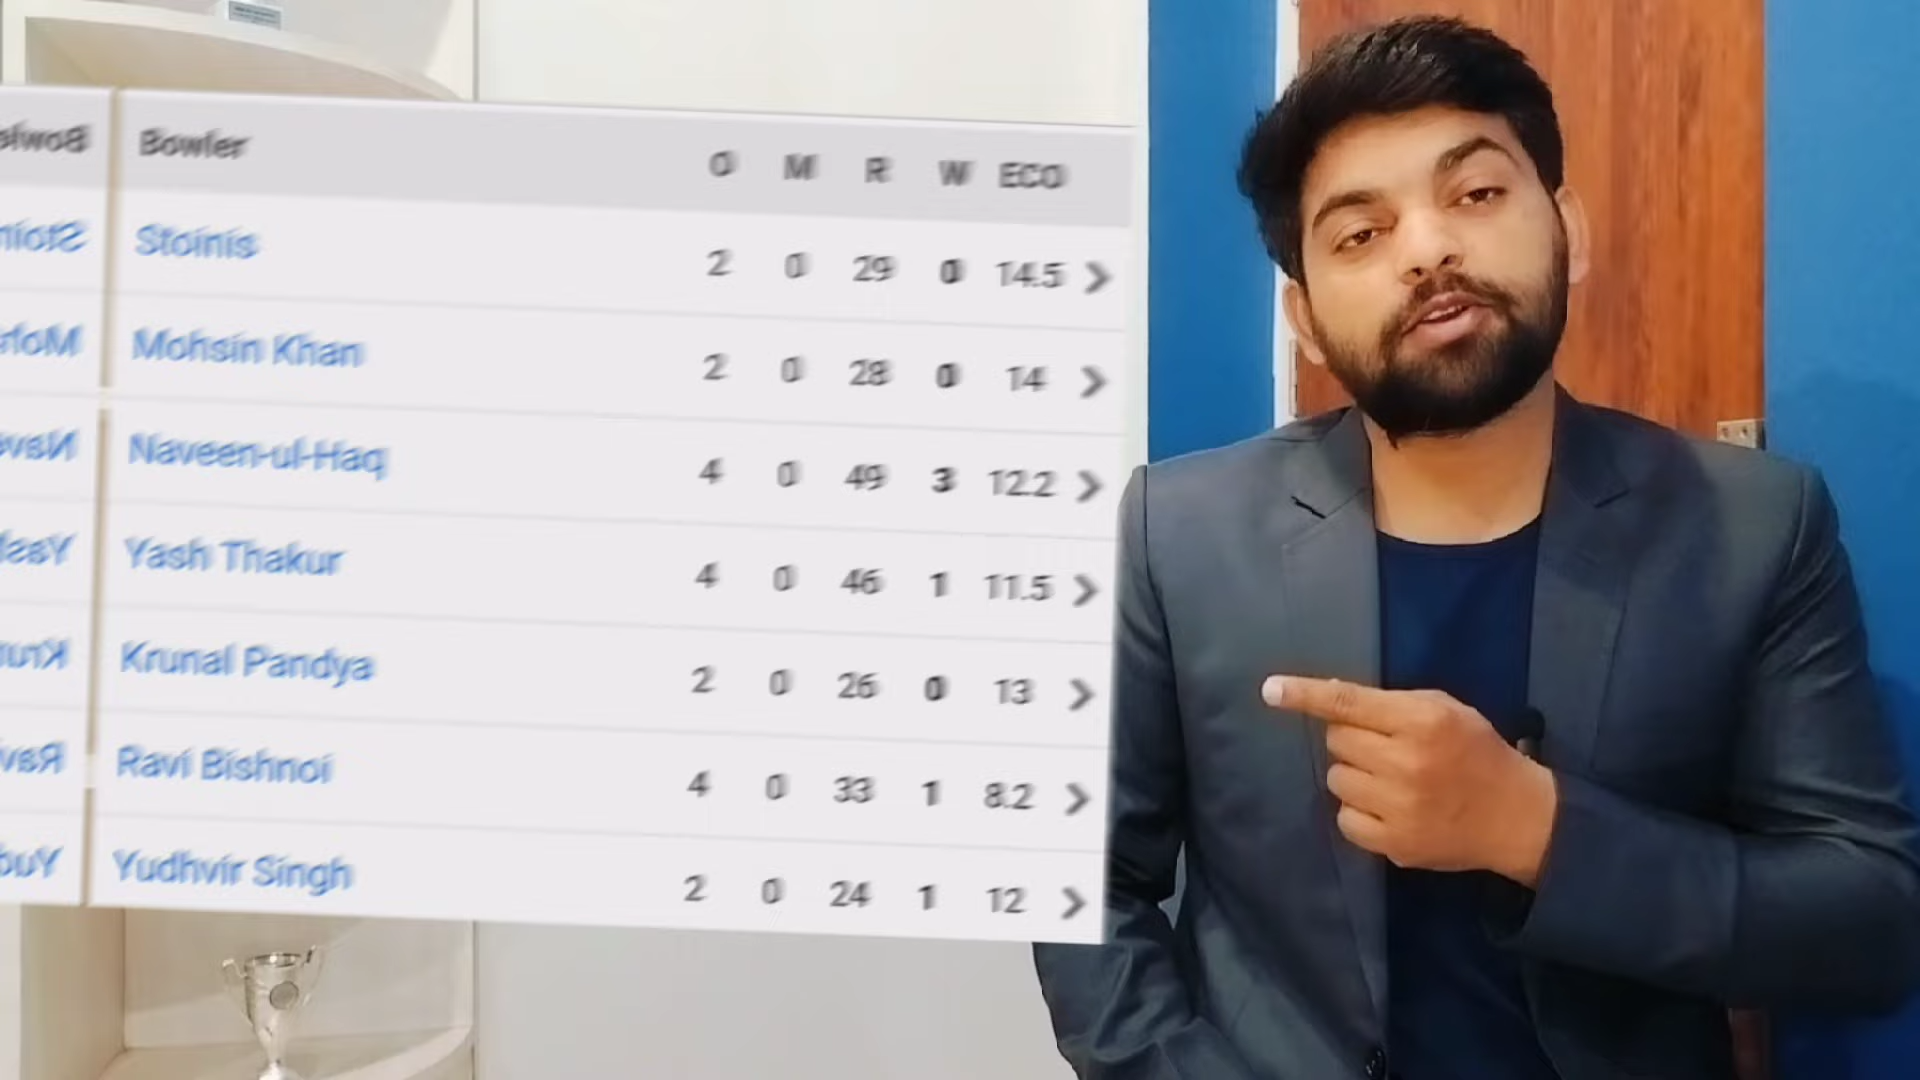 Bowler O M R W ECO
Stoinis 2 0 29 0 14.5
Mohsin Khan 2 0 28 0 14
Naveen-ul-Haq 4 0 49 3 12.2
Yash Thakur 4 0 46 1 11.5
Krunal Pandya 2 0 26 0 13
Ravi Bishnoi 4 0 33 1 8.2
Yudhvir Singh 2 0 24 1 12